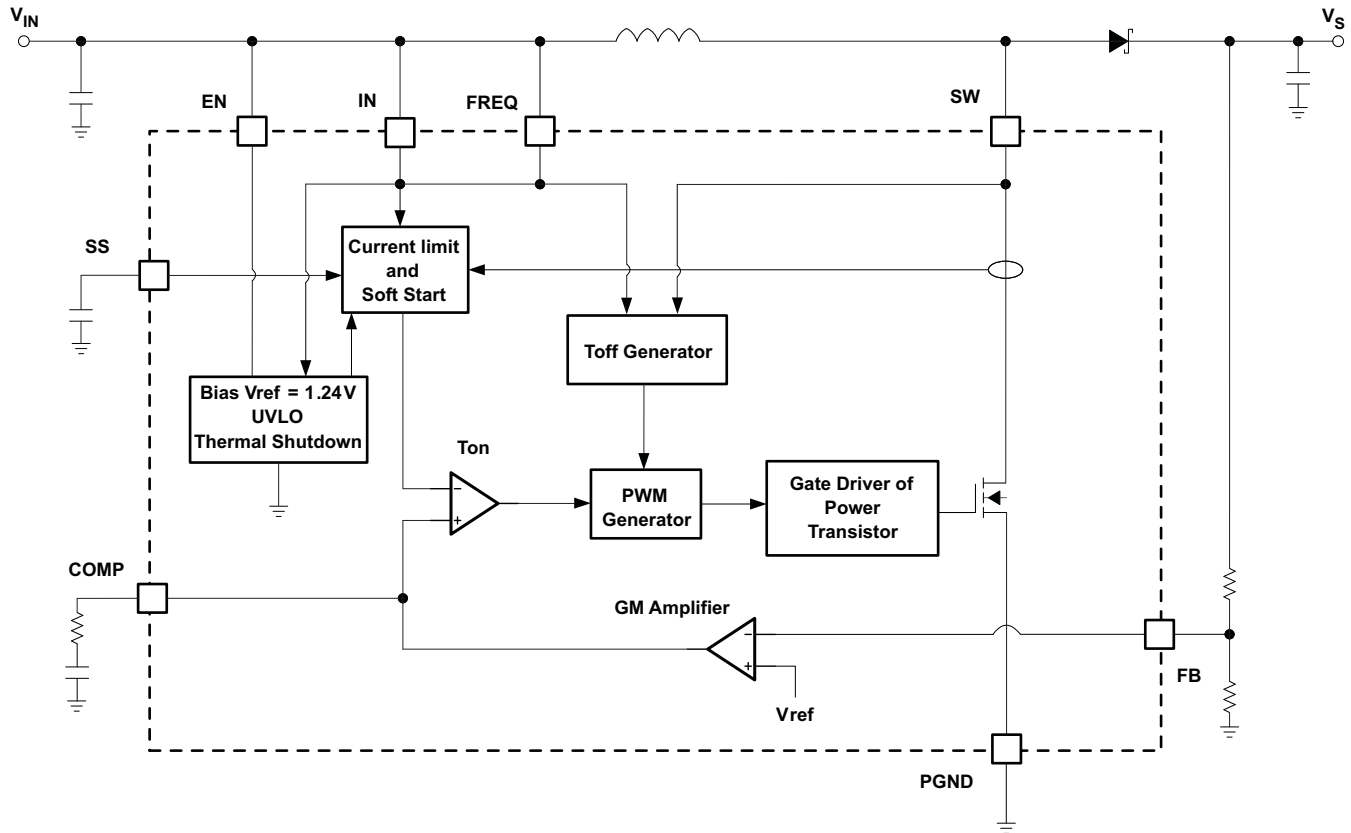 VIN
VS
EN
IN
FREQ
SW
SS
Current limit
and
Soft Start
Toff Generator
Bias Vref = 1.24V
UVLO
Thermal Shutdown
Ton
−
+
PWM
Generator
Gate Driver of
Power
Transistor
COMP
GM Amplifier
−
+
FB
Vref
PGND